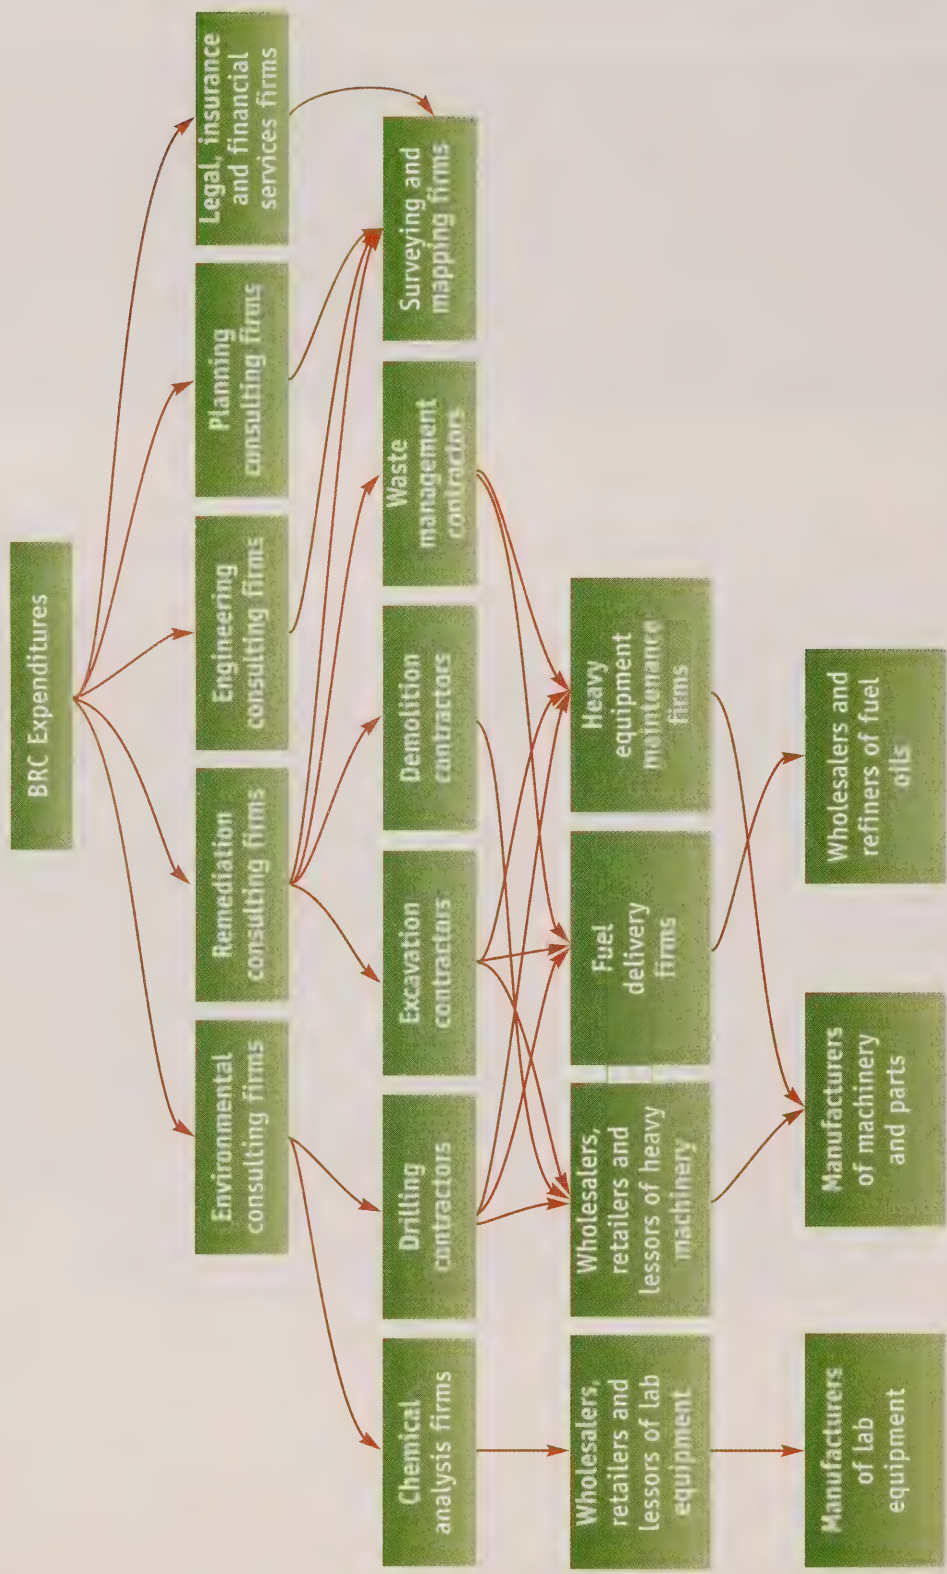 BRC Expenditures
Environmental
consulting firms
Remediation
consulting firms
Engineering
consulting firms
Planning
consulting firms
Legal, insurance
and financial
services firms
Chemical
analysis firms
Drilling
contractors
Excavation
contractors
Demolition
cantractors
Waste
management
contractors
Surveying and
mapping firms
Wholesalers,
retailers and
lessors of lab
equipment
Wholesalers,
retailers and
lessors of heavy
machinery
Fuel
delivery
firms
Heavy
equipment
maintunance
firms
Manufacturers
of lab
equipment
Manufacturers
of machinery
and parts
Wholesalers and
refiners of fuel
oils